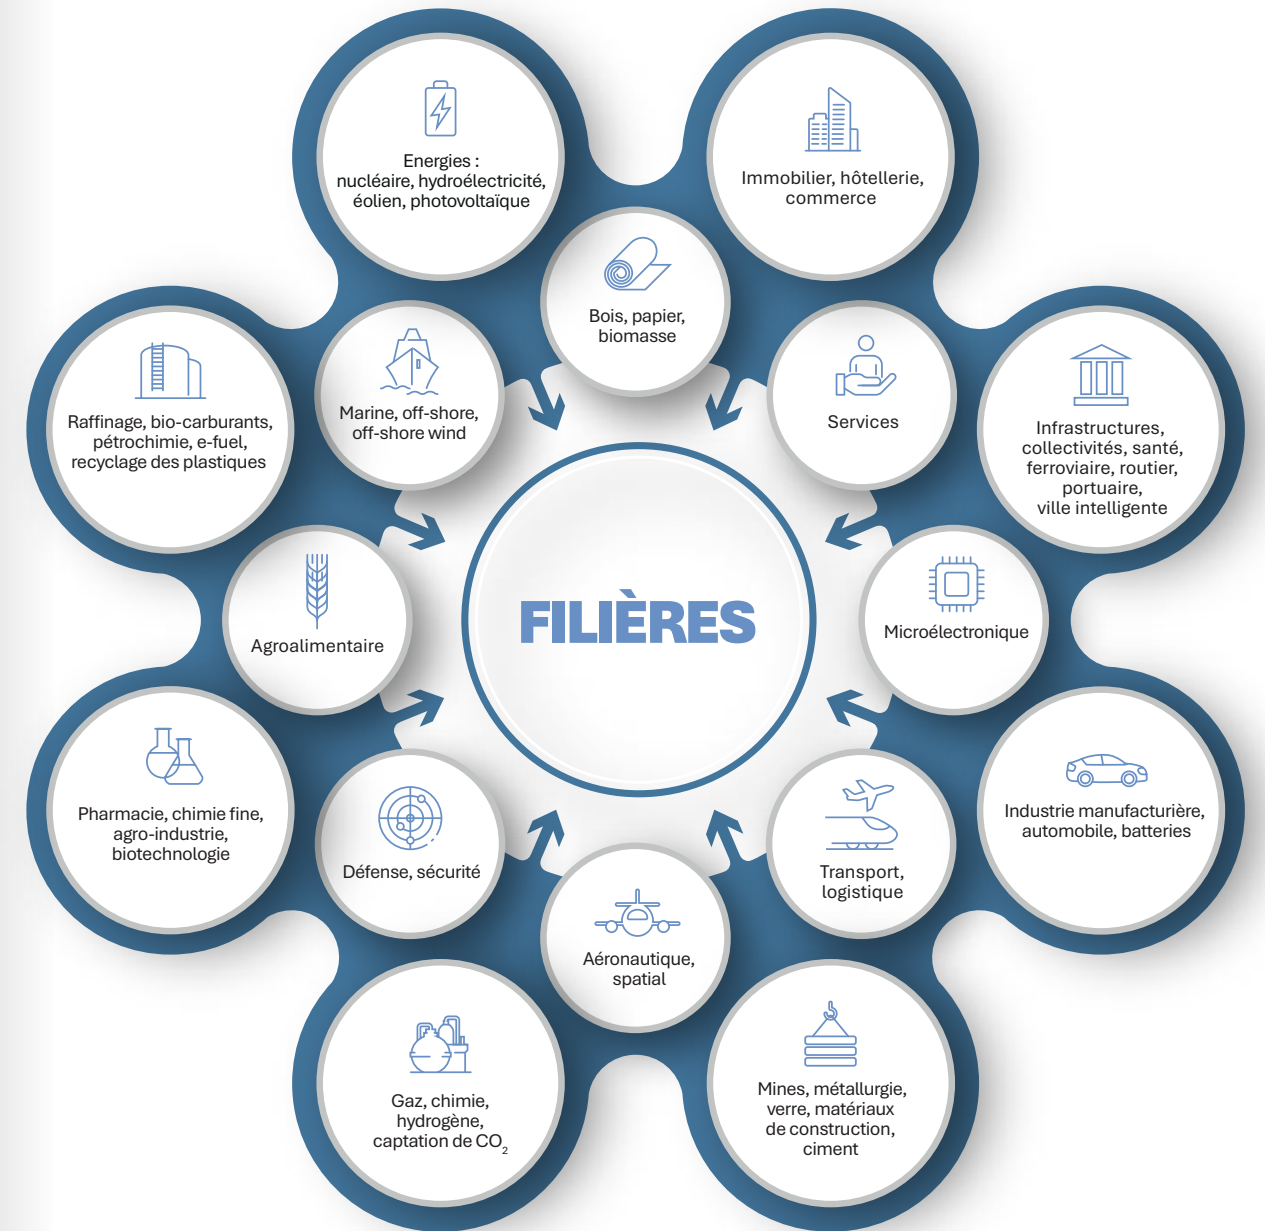 Energies :
nucléaire, hydroélectricité,
éolien, photovoltaïque
Immobilier, hôtellerie,
commerce
Bois, papier,
biomasse
Marine, off-shore,
off-shore wind
Services
Raffinage, bio-carburants,
pétrochimie, e-fuel,
recyclage des plastiques
Infrastructures,
collectivités, santé,
ferroviaire, routier,
portuaire,
ville intelligente
Agroalimentaire
FILIÈRES
Microélectronique
Pharmacie, chimie fine,
agro-industrie,
biotechnologie
Industrie manufacturière,
automobile, batteries
Défense, sécurité
Transport,
logistique
Aéronautique,
spatial
Gaz, chimie,
hydrogène,
captation de CO₂
Mines, métallurgie,
verre, matériaux
de construction,
ciment